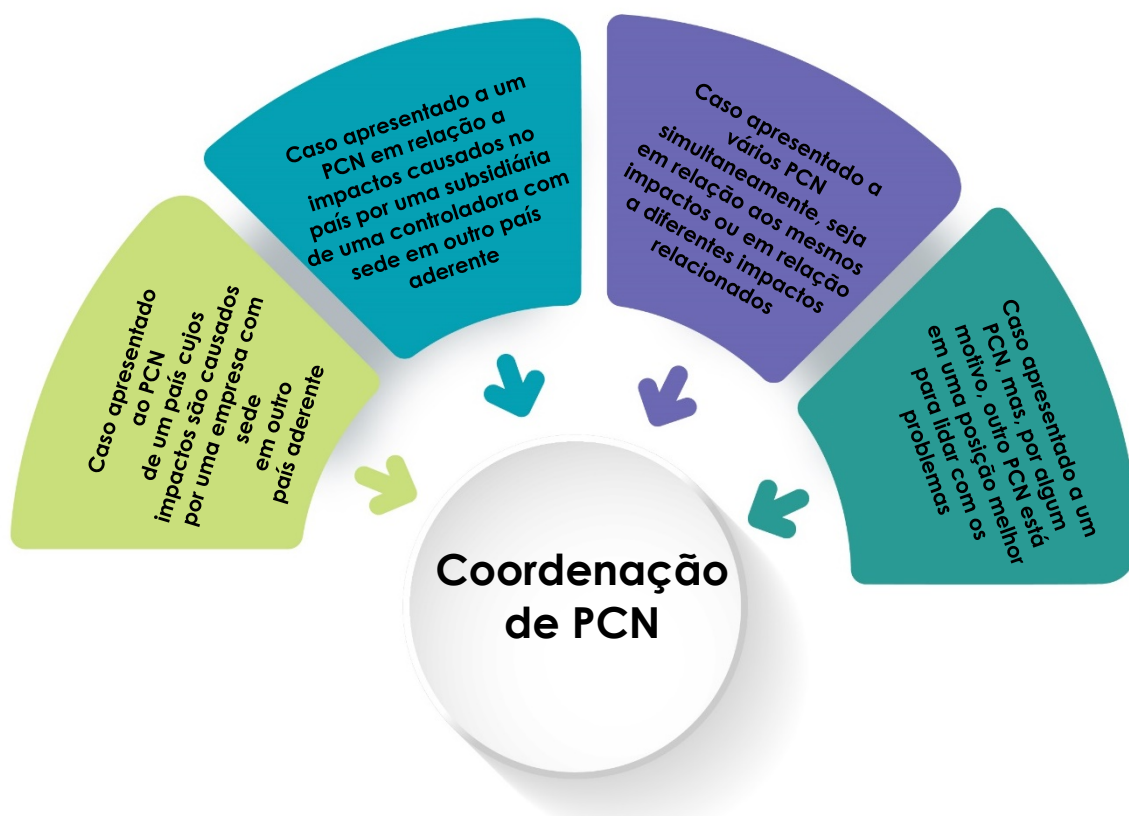 Caso apresentado
ao PCN
de um país cujos
impactos são causados
por uma empresa com
sede
em outro
país aderente
Caso apresentado a um
PCN em relação a
impactos causados no
país por uma subsidiária
de uma controladora com
sede em outro país
aderente
Caso apresentado a
vários PCN
simultaneamente, seja
em relação aos mesmos
impactos ou em relação
a diferentes impactos
relacionados
Caso apresentado a um
PCN, mas, por algum
motivo, outro PCN está
em uma posição melhor
para lidar com os
problemas
Coordenação
de PCN